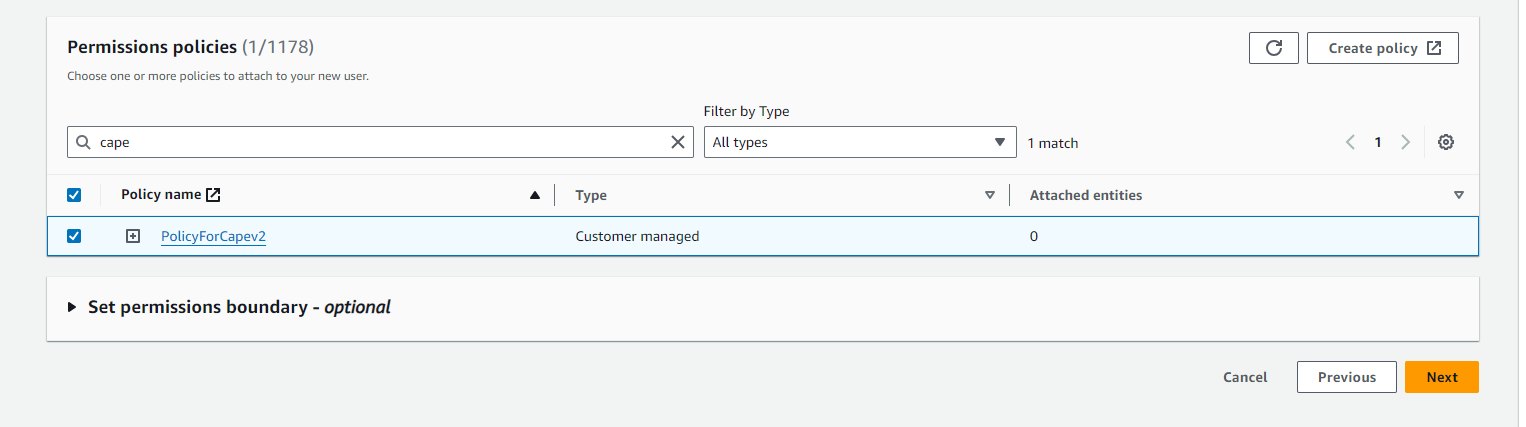 Permissions policies (1/1178)
Create policy
Choose one or more policies to attach to your new user.
Filter by Type
cape
All types
1 match
1
Policy name
Type
Attached entities
PolicyForCapev2
Customer managed
0
Set permissions boundary - optional
Cancel
Previous
Next